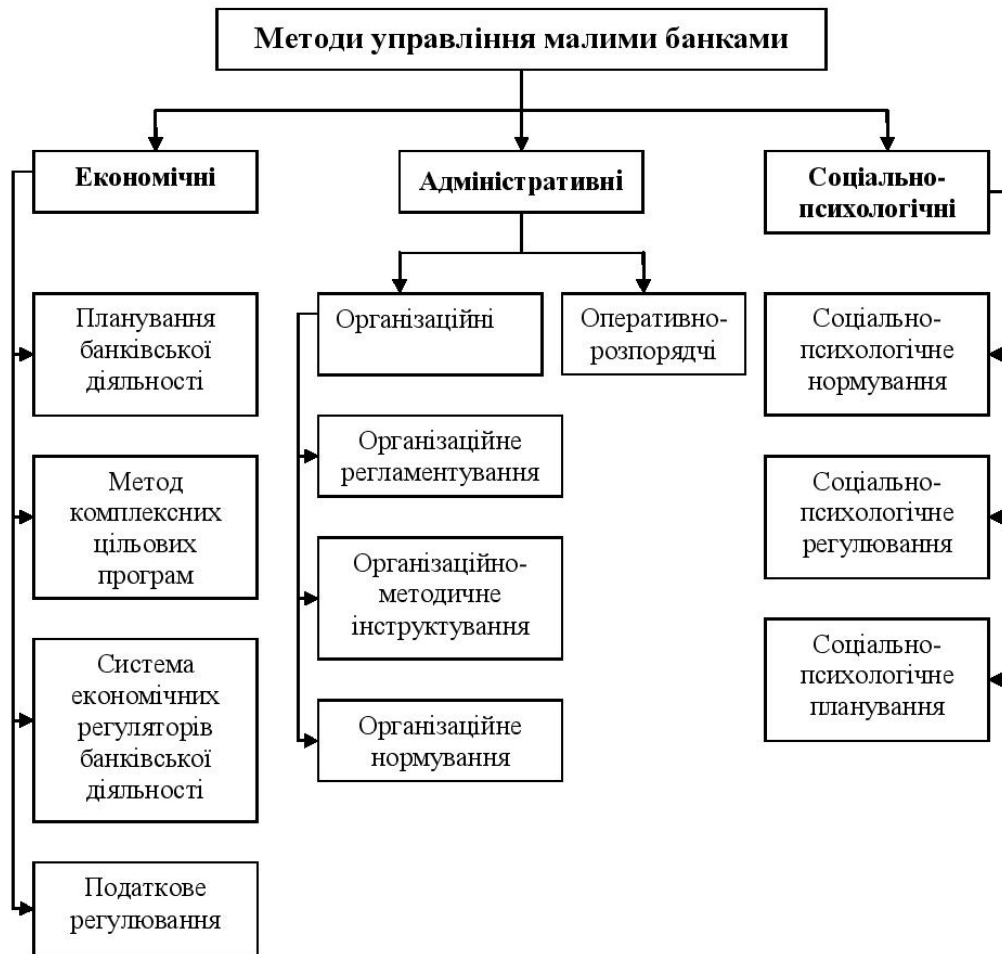 Методи управління малими банками
Економічні
Адміністративні
Соціально-
психологічні
Планування
банківської
діяльності
Метод
комплексних
цільових
програм
Система
економічних
регуляторів
банківської
діяльності
Податкове
регулювання
Організаційні
Оперативно-
розпорядчі
Організаційне
регламентування
Організаційно-
методичне
інструктування
Організаційне
нормування
Соціально-
психологічне
нормування
Соціально-
психологічне
регулювання
Соціально-
психологічне
планування